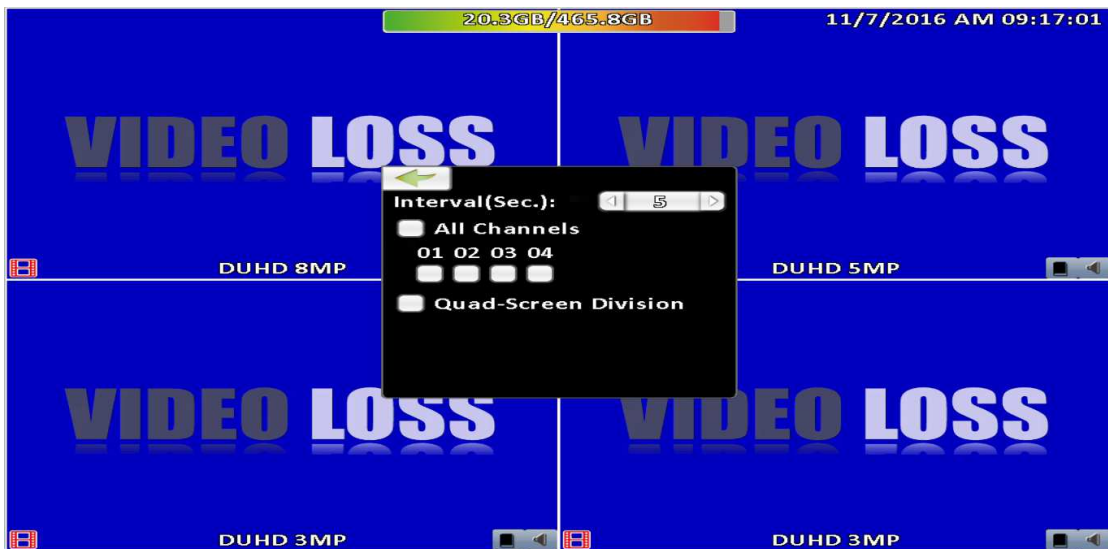 20.3GB/465.8GB
11/7/2016 AM 09:17:01
VIDEO LOSS
VIDEO LOSS
DUHD 8MP
DUHD 5MP
Interval(Sec.): 5
All Channels
01 02 03 04
Quad-Screen Division
VIDEO LOSS
VIDEO LOSS
DUHD 3MP
DUHD 3MP